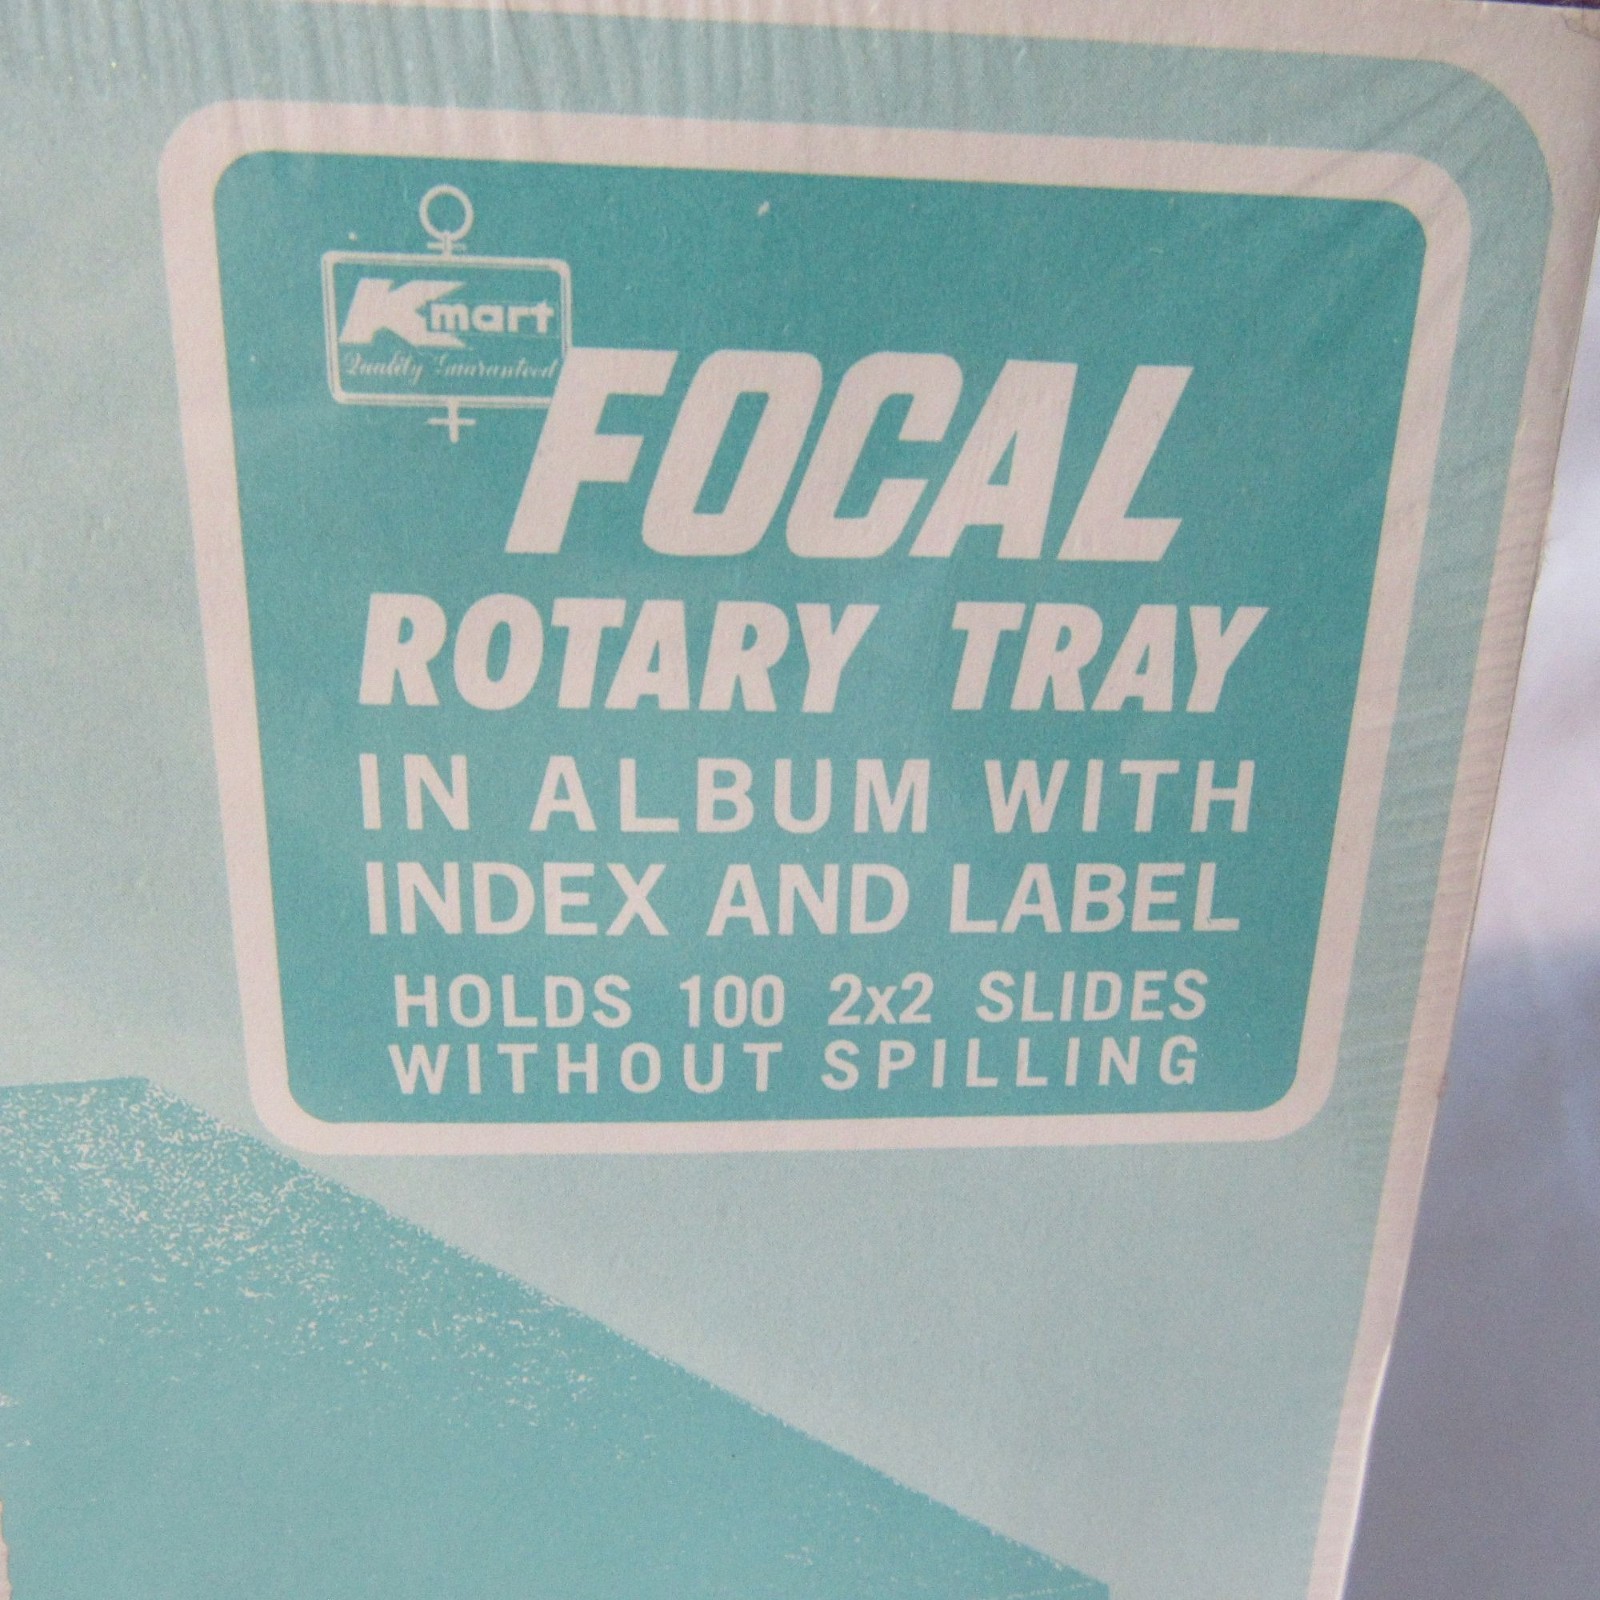 Kmart
Quality Guaranteed
FOCAL
ROTARY TRAY
IN ALBUM WITH
INDEX AND LABEL
HOLDS 100 2x2 SLIDES
WITHOUT SPILLING